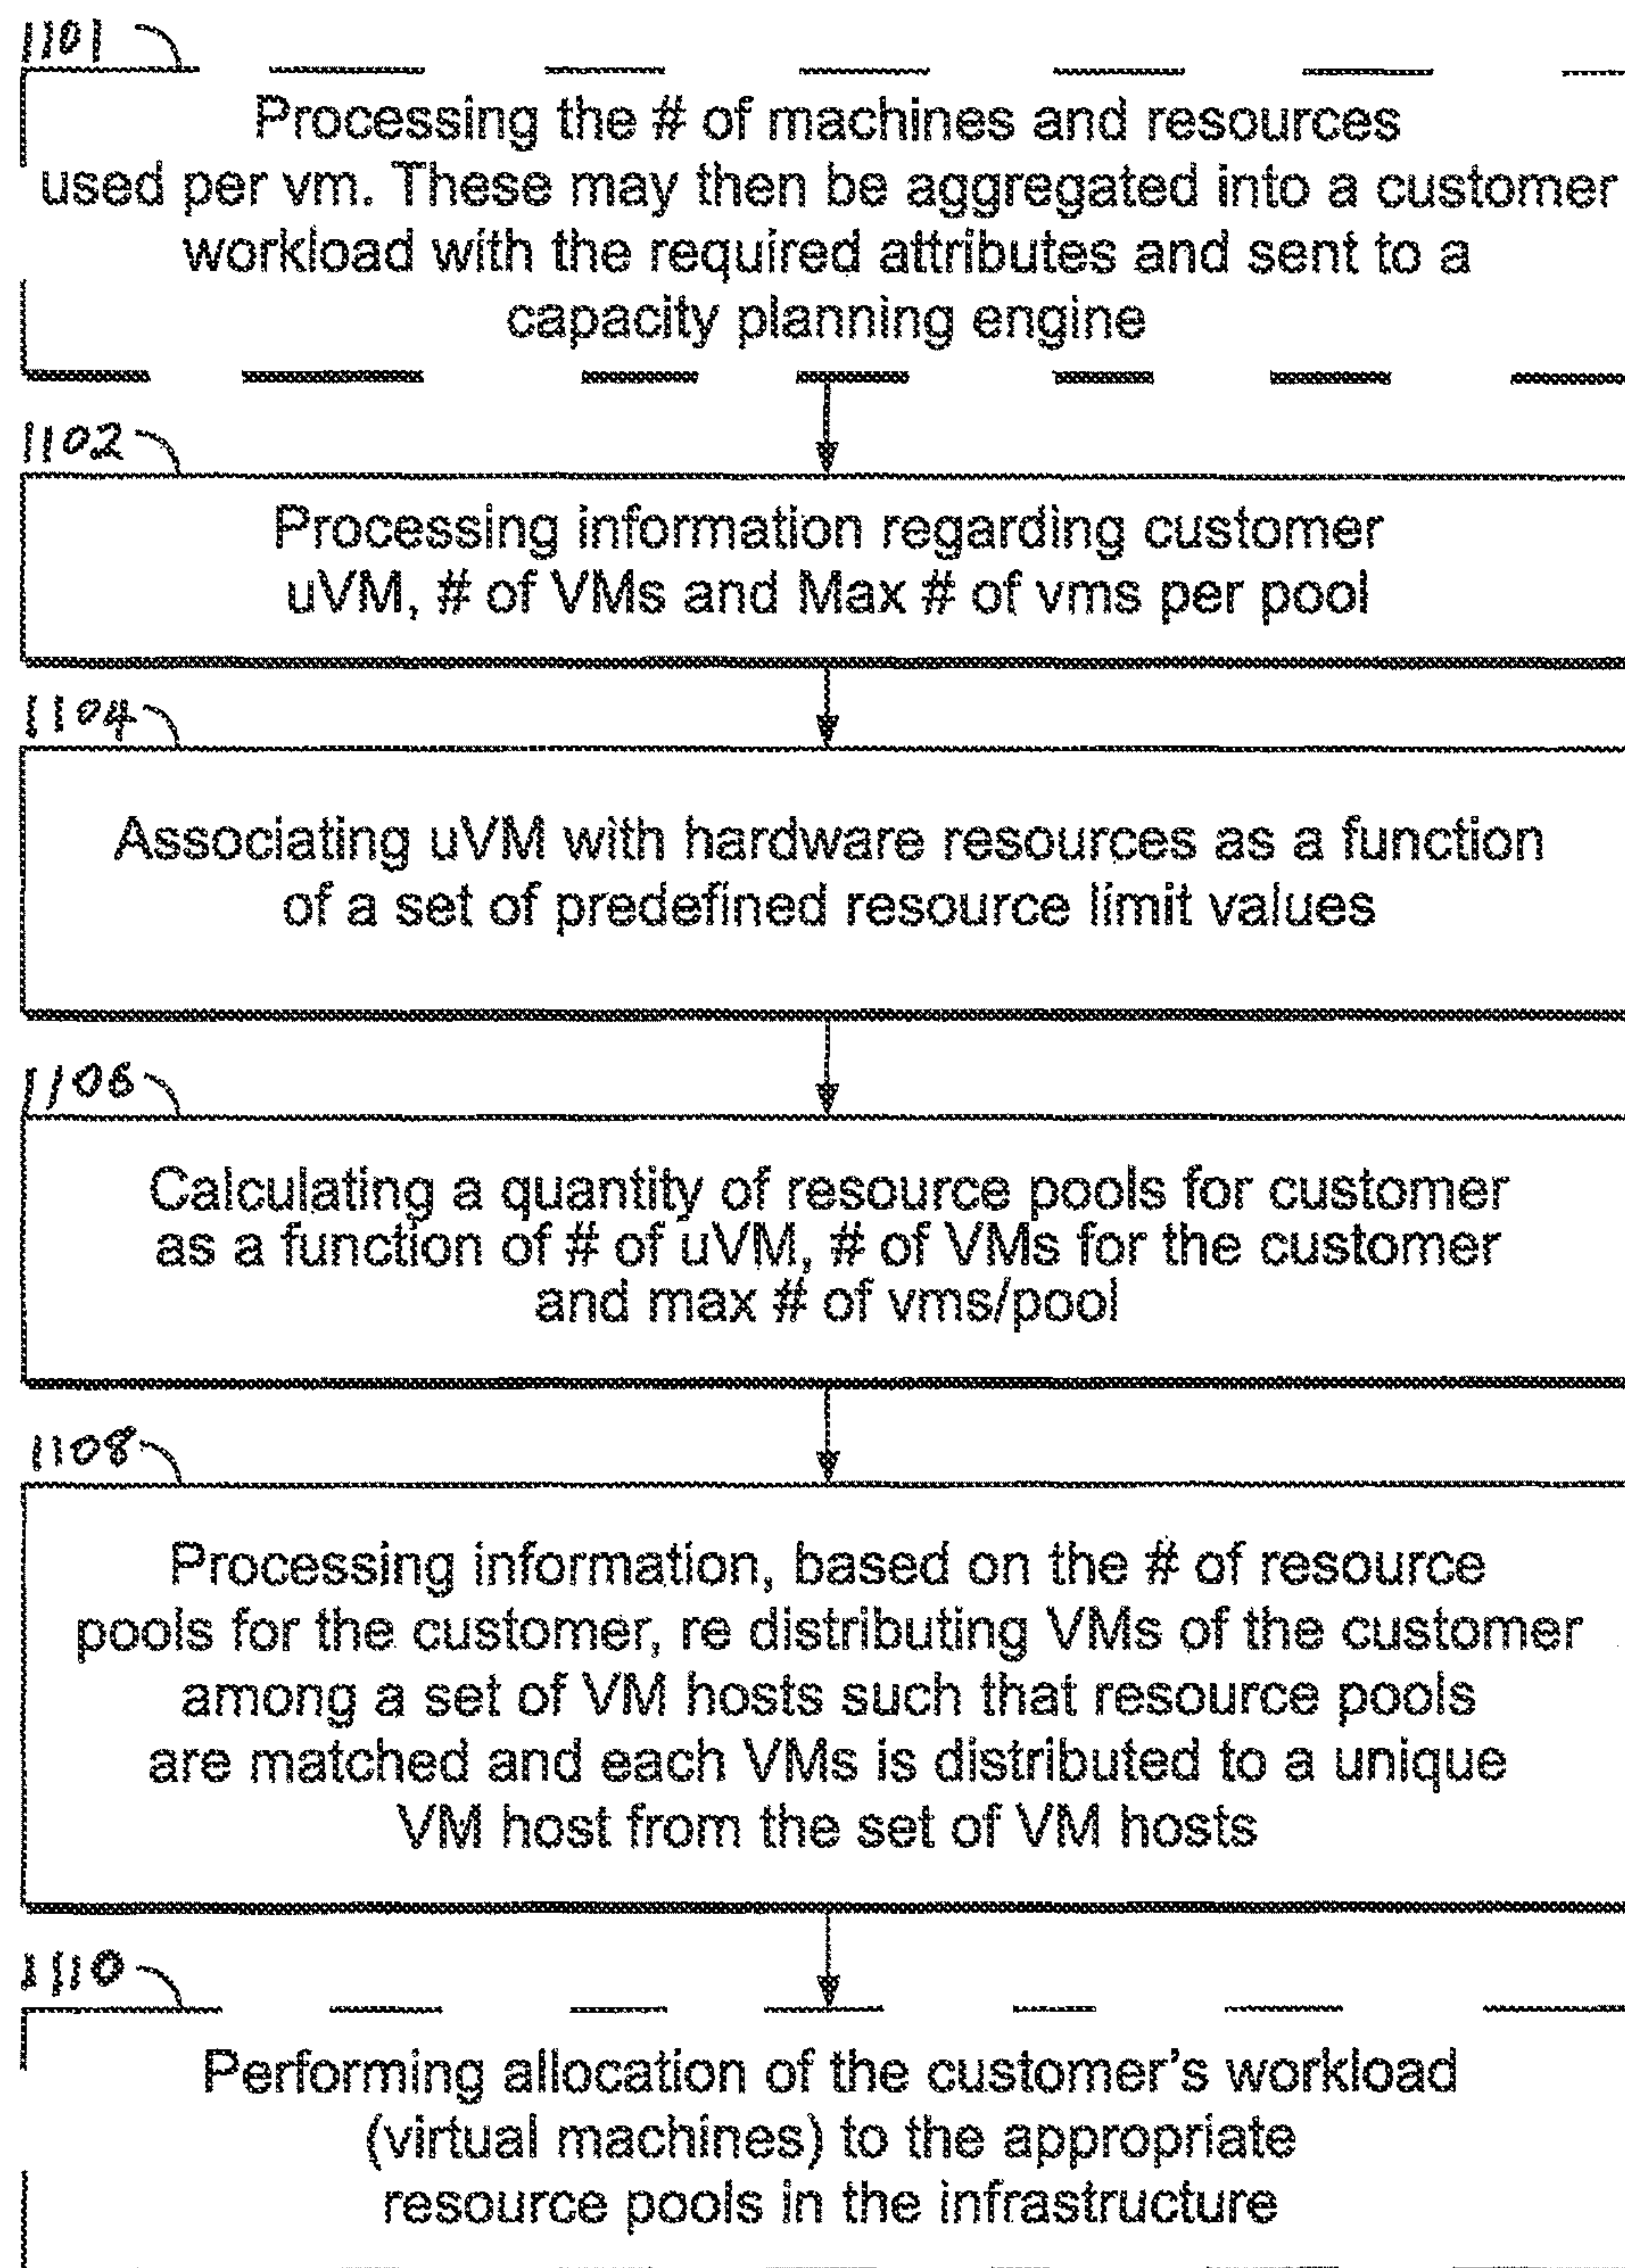 1101
Processing the # of machines and resources
used per vm. These may then be aggregated into a customer
workload with the required attributes and sent to a
capacity planning engine
1102
Processing information regarding customer
uVM, # of VMs and Max # of vms per pool
1104
Associating uVM with hardware resources as a function
of a set of predefined resource limit values
1106
Calculating a quantity of resource pools for customer
as a function of # of uVM, # of VMs for the customer
and max # of vms/pool
1108
Processing information, based on the # of resource
pools for the customer, re distributing VMs of the customer
among a set of VM hosts such that resource pools
are matched and each VMs is distributed to a unique
VM host from the set of VM hosts
1110
Performing allocation of the customer's workload
(virtual machines) to the appropriate
resource pools in the infrastructure